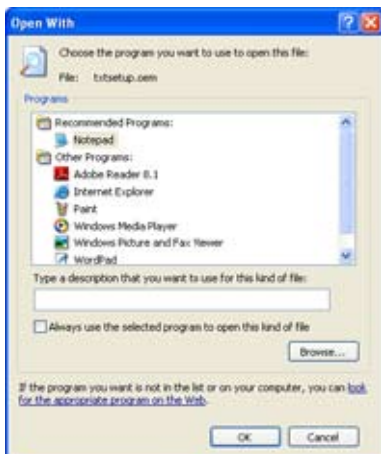 Open With
Choose the program you want to use to open this file:
File: txtsetup.oem
Programs
Recommended Programs:
Notepad
Other Programs:
Adobe Reader 8.1
Internet Explorer
Paint
Windows Media Player
Windows Picture and Fax Viewer
WordPad
Type a description that you want to use for this kind of file:
Always use the selected program to open this kind of file
Browse...
If the program you want is not in the list or on your computer, you can look
for the appropriate program on the Web.
OK
Cancel